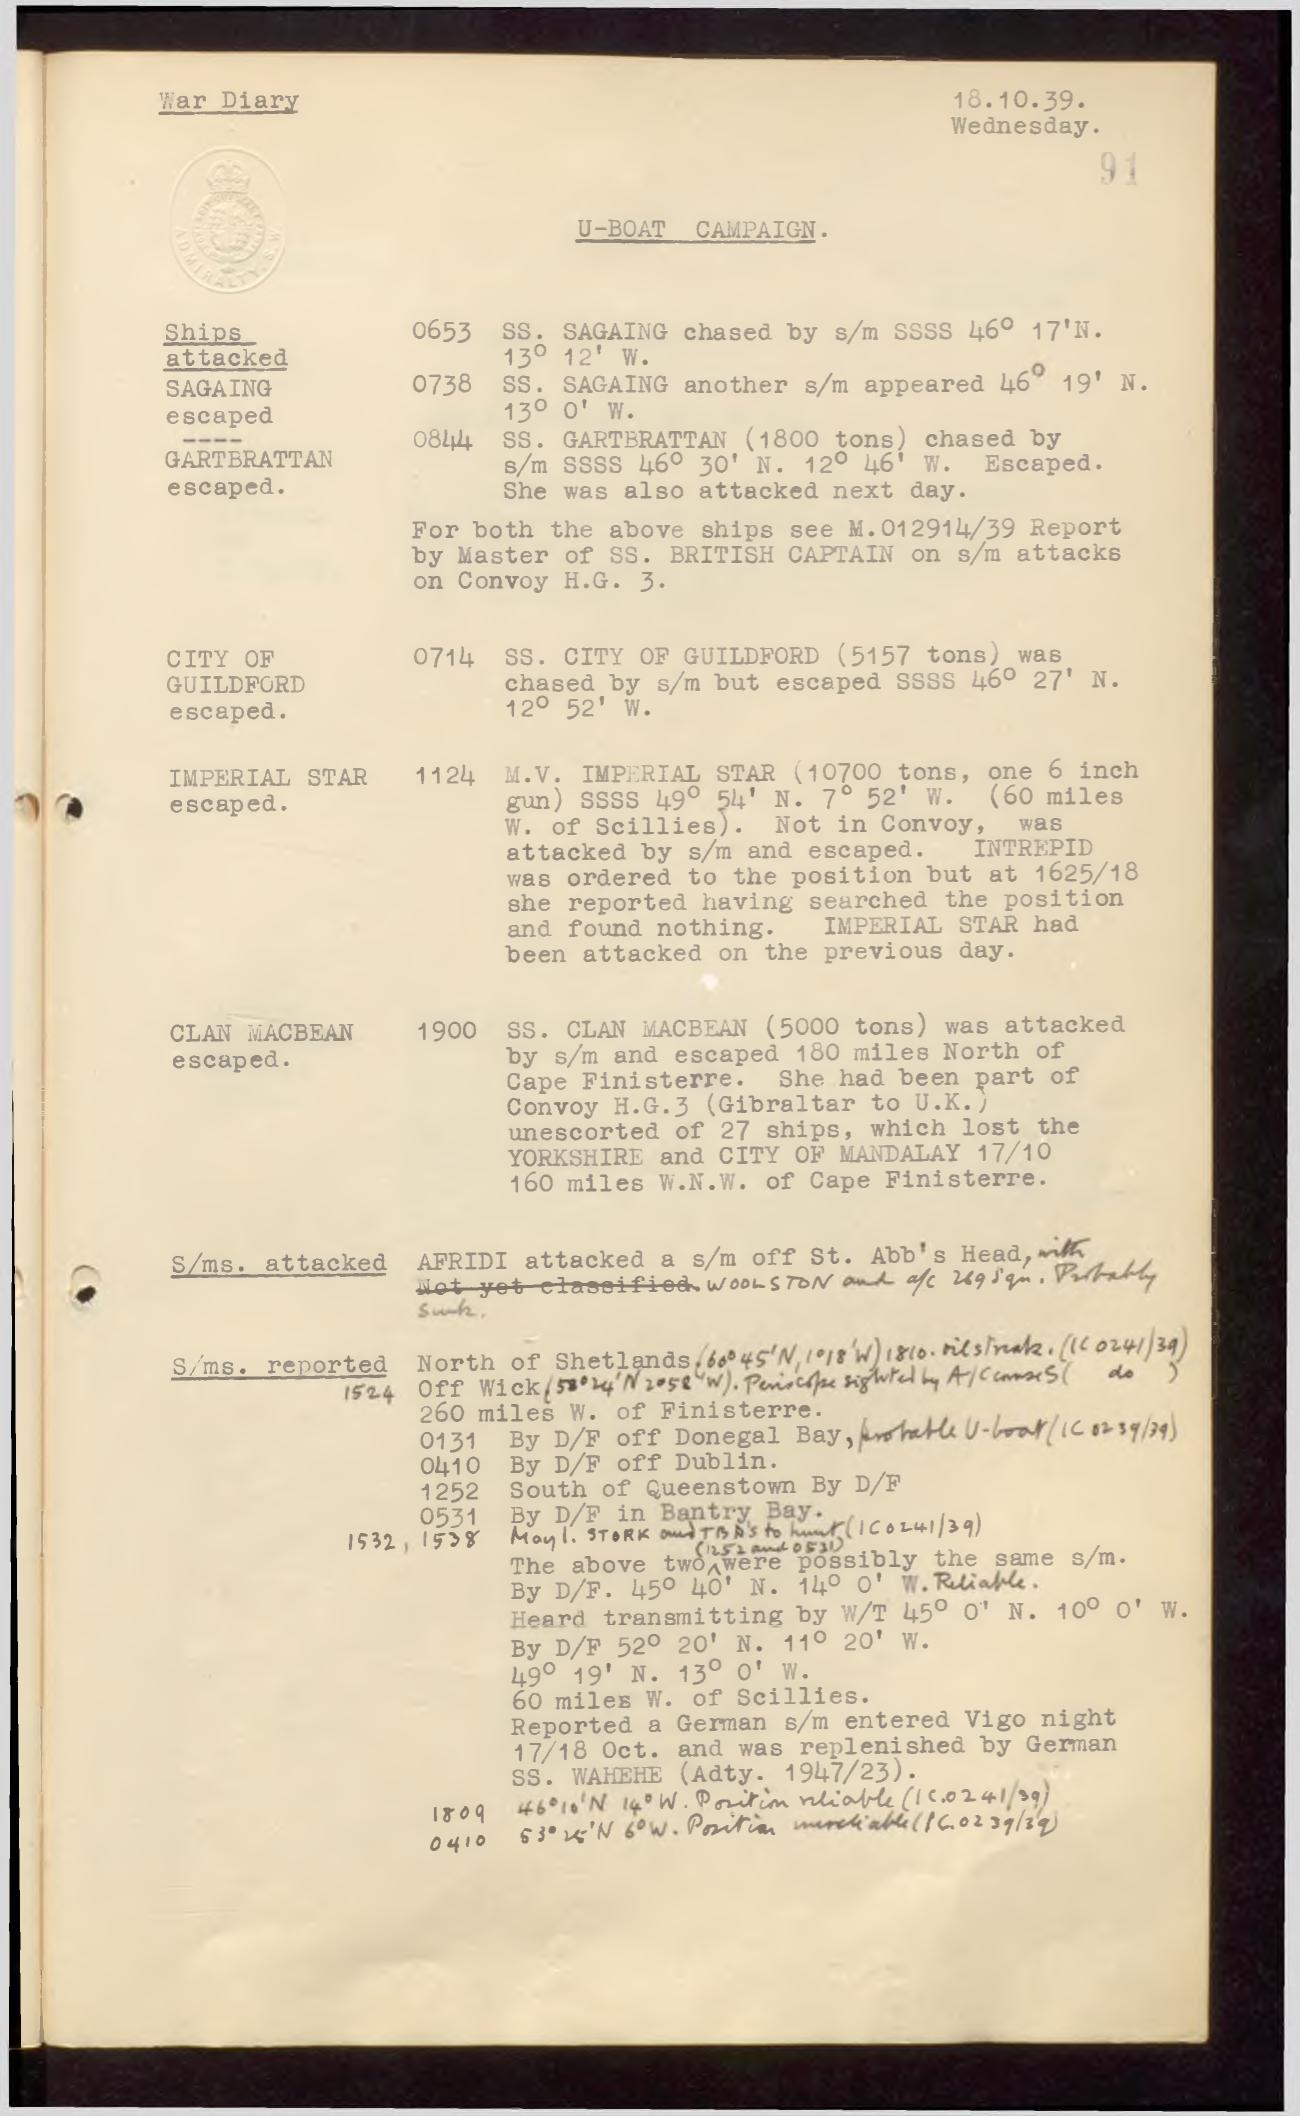 War Diary
18.10.39.
Wednesday.
91
ADMIRALTY. S.W
U-BOAT CAMPAIGN.
Ships
attacked
SAGAING
escaped
----
GARTBRATTAN
escaped.
0653 SS. SAGAING chased by s/m SSSS 46° 17'N.
13° 12' W.
0738 SS. SAGAING another s/m appeared 46° 19' N.
13° 0' W.
0844 SS. GARTBRATTAN (1800 tons) chased by
s/m SSSS 46° 30' N. 12° 46' W. Escaped.
She was also attacked next day.
For both the above ships see M.012914/39 Report
by Master of SS. BRITISH CAPTAIN on s/m attacks
on Convoy H.G. 3.
CITY OF
GUILDFORD
escaped.
0714 SS. CITY OF GUILDFORD (5157 tons) was
chased by s/m but escaped SSSS 46° 27' N.
12° 52' W.
IMPERIAL STAR
escaped.
1124 M.V. IMPERIAL STAR (10700 tons, one 6 inch
gun) SSSS 49° 54' N. 7° 52' W. (60 miles
W. of Scillies). Not in Convoy, was
attacked by s/m and escaped. INTREPID
was ordered to the position but at 1625/18
she reported having searched the position
and found nothing. IMPERIAL STAR had
been attacked on the previous day.
CLAN MACBEAN
escaped.
1900 SS. CLAN MACBEAN (5000 tons) was attacked
by s/m and escaped 180 miles North of
Cape Finisterre. She had been part of
Convoy H.G.3 (Gibraltar to U.K.)
unescorted of 27 ships, which lost the
YORKSHIRE and CITY OF MANDALAY 17/10
160 miles W.N.W. of Cape Finisterre.
S/ms. attacked AFRIDI attacked a s/m off St. Abb's Head, with
Not yet classified. WOOLSTON and a/c 269 Sqn. Probably
sunk.
S/ms. reported North of Shetlands. (60° 45'N, 1° 18'W) 1810. oil streak. (IC 0241/39)
1524 Off Wick (58° 24'N 2° 58'W). Periscope sighted by A/C course S ( do )
260 miles W. of Finisterre.
0131 By D/F off Donegal Bay, probable U-boat (IC 0239/39)
0410 By D/F off Dublin.
1252 South of Queenstown By D/F
0531 By D/F in Bantry Bay.
1532, 1538 May I. STORK and TBD's to hunt (IC 0241/39)
(1252 and 0531)
The above two were possibly the same s/m.
By D/F. 45° 40' N. 14° 0' W. Reliable.
Heard transmitting by W/T 45° 0' N. 10° 0' W.
By D/F 52° 20' N. 11° 20' W.
49° 19' N. 13° 0' W.
60 miles W. of Scillies.
Reported a German s/m entered Vigo night
17/18 Oct. and was replenished by German
SS. WAHEHE (Adty. 1947/23).
1809 46° 10'N 14° W. Position reliable (IC.0241/39)
0410 53° 25'N 6° W. Position unreliable (IC.0239/39)